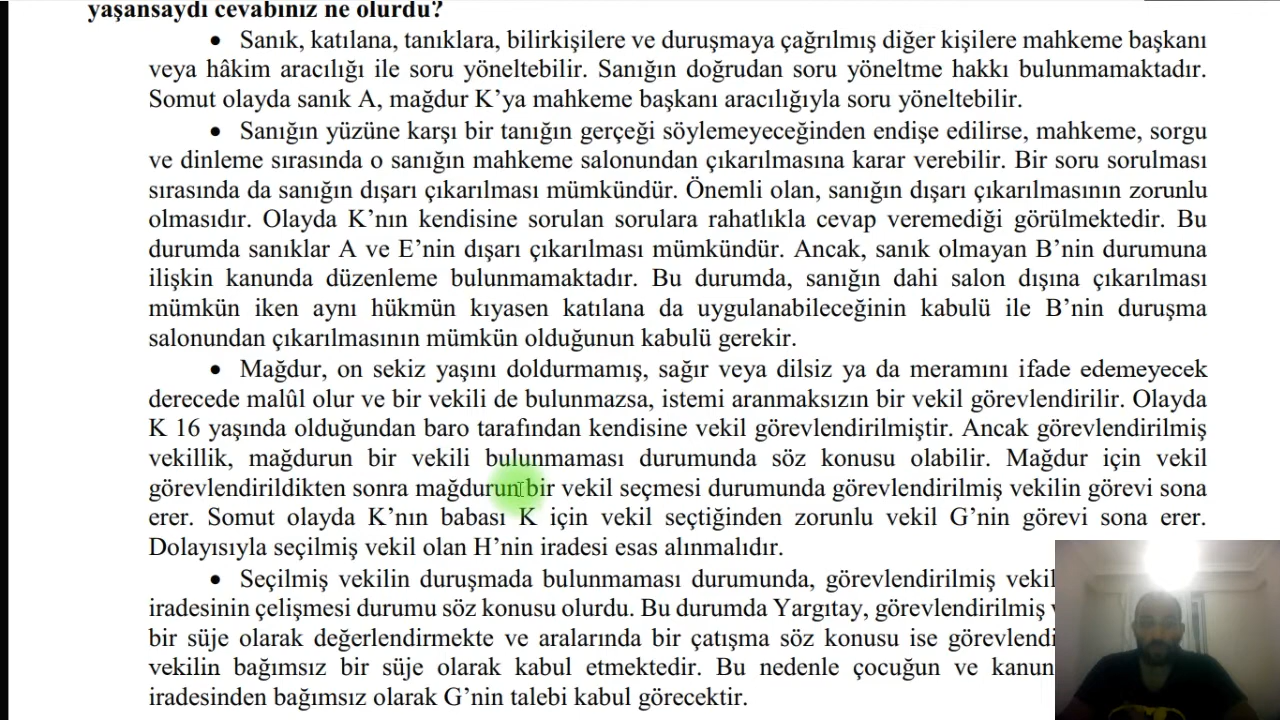 yaşansaydı cevabınız ne olurdu?
• Sanık, katılana, tanıklara, bilirkişilere ve duruşmaya çağrılmış diğer kişilere mahkeme başkanı
veya hâkim aracılığı ile soru yöneltebilir. Sanığın doğrudan soru yöneltme hakkı bulunmamaktadır.
Somut olayda sanık A, mağdur K’ya mahkeme başkanı aracılığıyla soru yöneltebilir.
• Sanığın yüzüne karşı bir tanığın gerçeği söylemeyeceğinden endişe edilirse, mahkeme, sorgu
ve dinleme sırasında o sanığın mahkeme salonundan çıkarılmasına karar verebilir. Bir soru sorulması
sırasında da sanığın dışarı çıkarılması mümkündür. Önemli olan, sanığın dışarı çıkarılmasının zorunlu
olmasıdır. Olayda K’nın kendisine sorulan sorulara rahatlıkla cevap veremediği görülmektedir. Bu
durumda sanıklar A ve E’nin dışarı çıkarılması mümkündür. Ancak, sanık olmayan B’nin durumuna
ilişkin kanunda düzenleme bulunmamaktadır. Bu durumda, sanığın dahi salon dışına çıkarılması
mümkün iken aynı hükmün kıyasen katılana da uygulanabileceğinin kabulü ile B’nin duruşma
salonundan çıkarılmasının mümkün olduğunun kabulü gerekir.
• Mağdur, on sekiz yaşını doldurmamış, sağır veya dilsiz ya da meramını ifade edemeyecek
derecede malûl olur ve bir vekili de bulunmazsa, istemi aranmaksızın bir vekil görevlendirilir. Olayda
K 16 yaşında olduğundan baro tarafından kendisine vekil görevlendirilmiştir. Ancak görevlendirilmiş
vekillik, mağdurun bir vekili bulunmaması durumunda söz konusu olabilir. Mağdur için vekil
görevlendirildikten sonra mağdurun bir vekil seçmesi durumunda görevlendirilmiş vekilin görevi sona
erer. Somut olayda K’nın babası K için vekil seçtiğinden zorunlu vekil G’nin görevi sona erer.
Dolayısıyla seçilmiş vekil olan H’nin iradesi esas alınmalıdır.
• Seçilmiş vekilin duruşmada bulunmaması durumunda, görevlendirilmiş vekil
iradesinin çelişmesi durumu söz konusu olurdu. Bu durumda Yargıtay, görevlendirilmiş
bir süje olarak değerlendirmekte ve aralarında bir çatışma söz konusu ise görevlendi
vekilin bağımsız bir süje olarak kabul etmektedir. Bu nedenle çocuğun ve kanun
iradesinden bağımsız olarak G’nin talebi kabul görecektir.